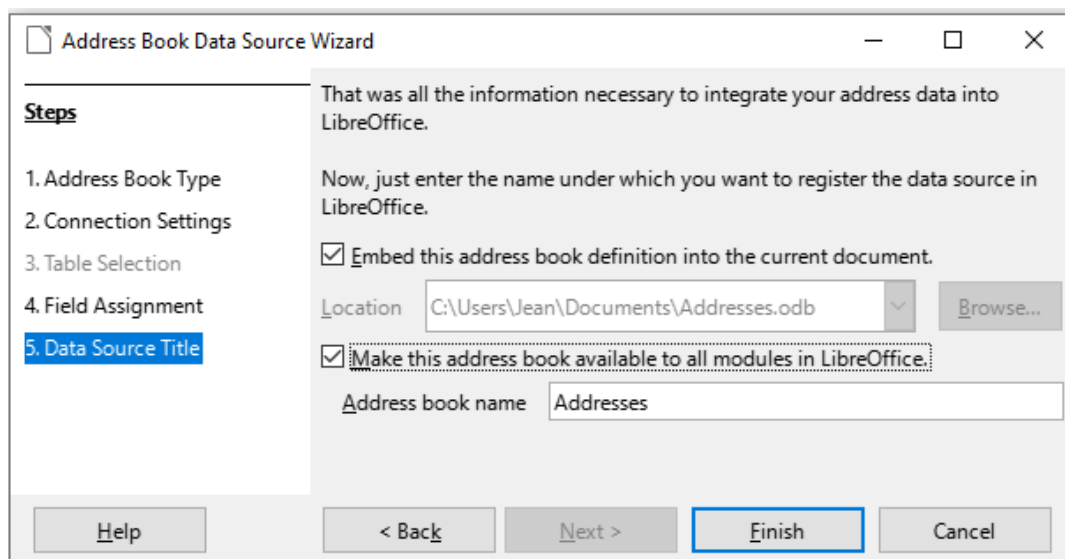 Address Book Data Source Wizard
Steps
1. Address Book Type
2. Connection Settings
3. Table Selection
4. Field Assignment
5. Data Source Title
That was all the information necessary to integrate your address data into
LibreOffice.
Now, just enter the name under which you want to register the data source in
LibreOffice.
Embed this address book definition into the current document.
Location C:\Users\Jean\Documents\Addresses.odb Browse...
Make this address book available to all modules in LibreOffice.
Address book name Addresses
Help < Back Next > Finish Cancel